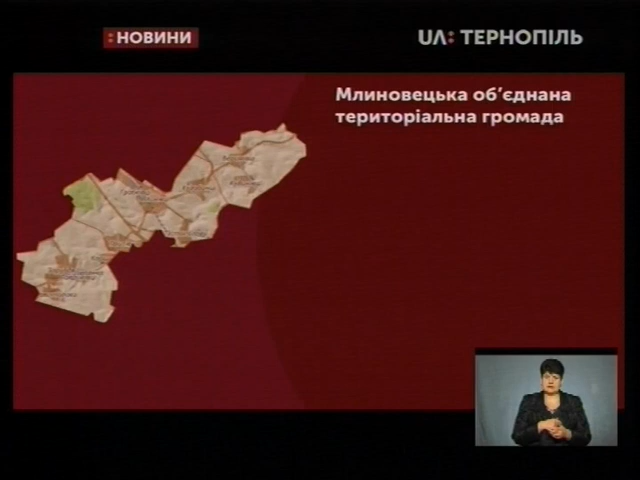 :НОВИНИ
UA: ТЕРНОПІЛЬ
Млиновецька об'єднана
територіальна громада